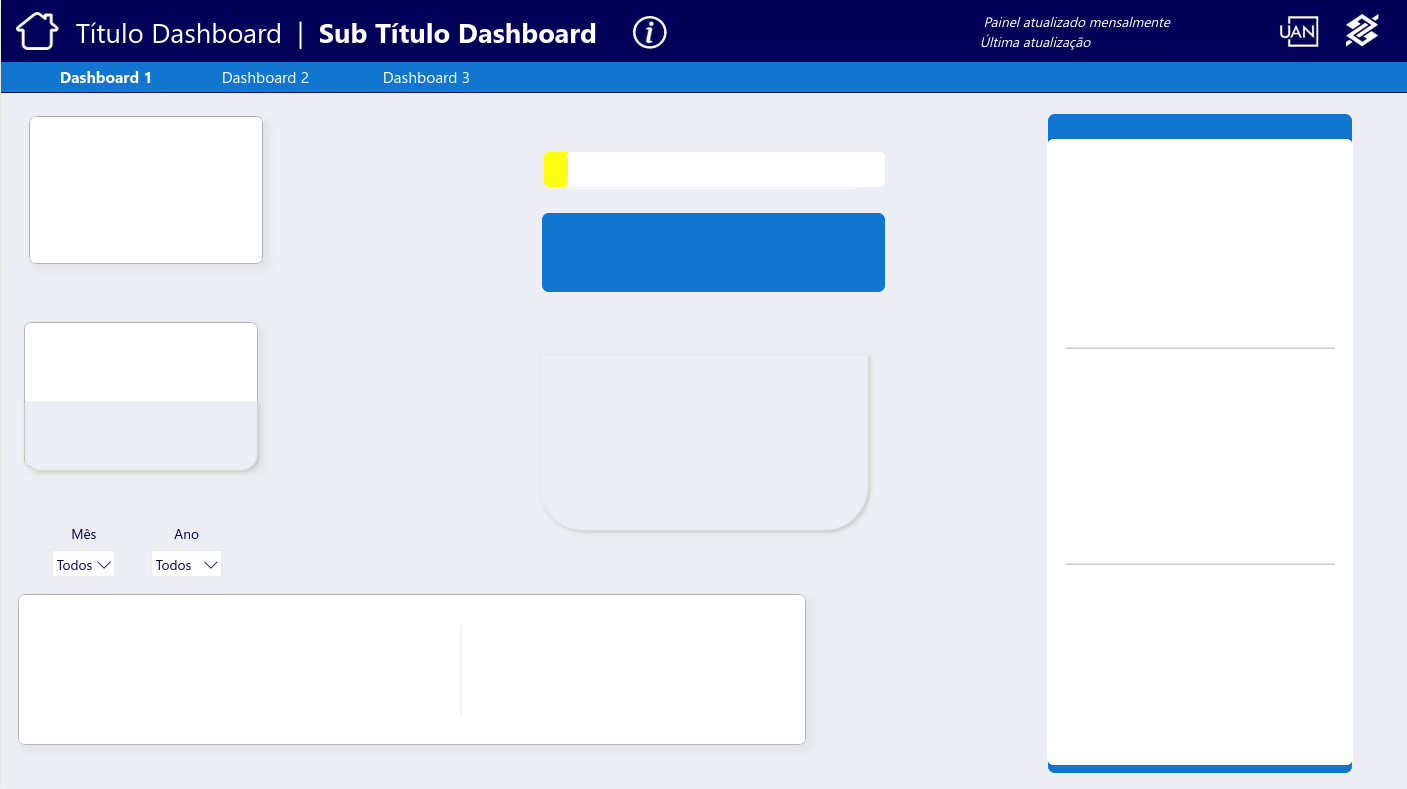 Título Dashboard | Sub Título Dashboard
Painel atualizado mensalmente
Última atualização
UAN
Dashboard 1 Dashboard 2 Dashboard 3
Mês Ano
Todos Todos